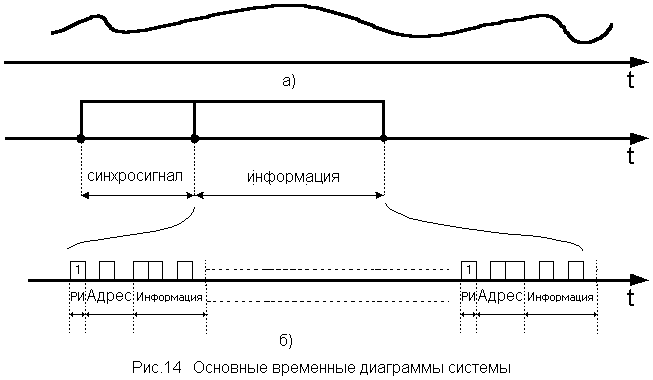 t
а)
t
синхросигнал информация
1 1
t
РИ Адрес Информация РИ Адрес Информация
б)
Рис.14 Основные временные диаграммы системы